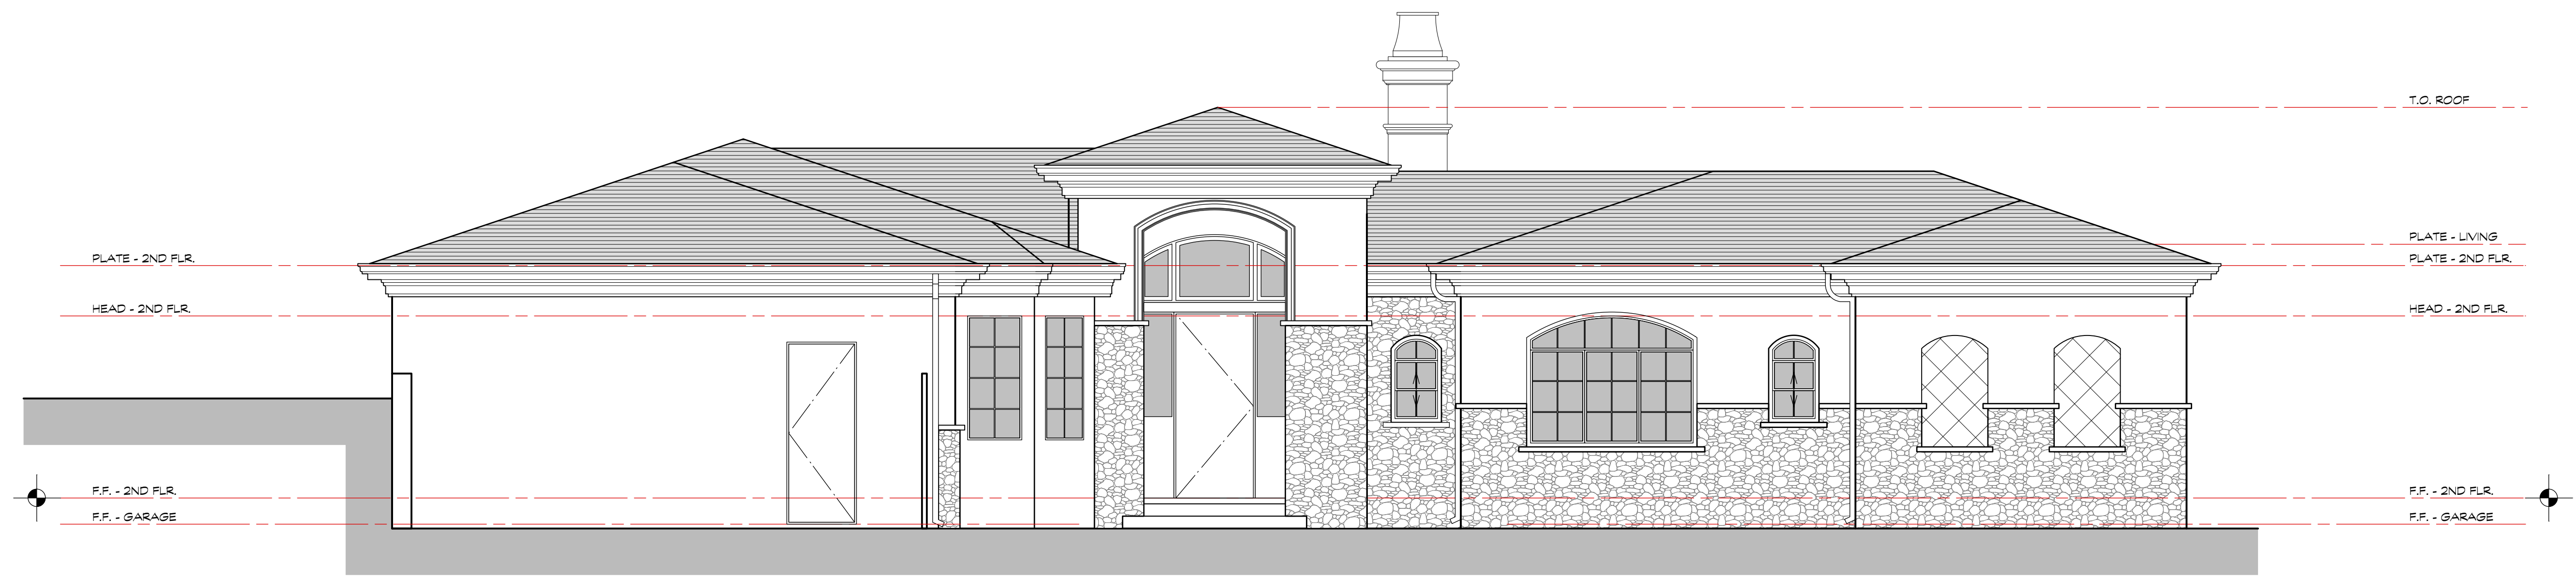 T.O. ROOF
PLATE - LIVING
PLATE - 2ND FLR.
PLATE - 2ND FLR.
HEAD - 2ND FLR.
HEAD - 2ND FLR.
F.F. - 2ND FLR.
F.F. - 2ND FLR.
F.F. - GARAGE
F.F. - GARAGE